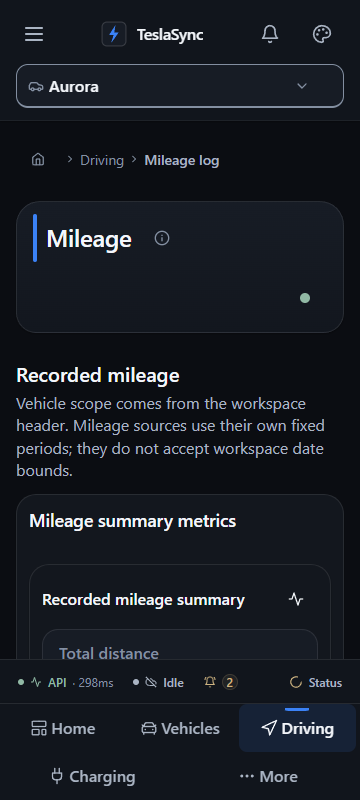 TeslaSync
Aurora
Driving
Mileage log
Mileage
Recorded mileage
Vehicle scope comes from the workspace
header. Mileage sources use their own fixed
periods; they do not accept workspace date
bounds.
Mileage summary metrics
Recorded mileage summary
Total distance
API · 298ms
Idle
2
Status
Home
Vehicles
Driving
Charging
More